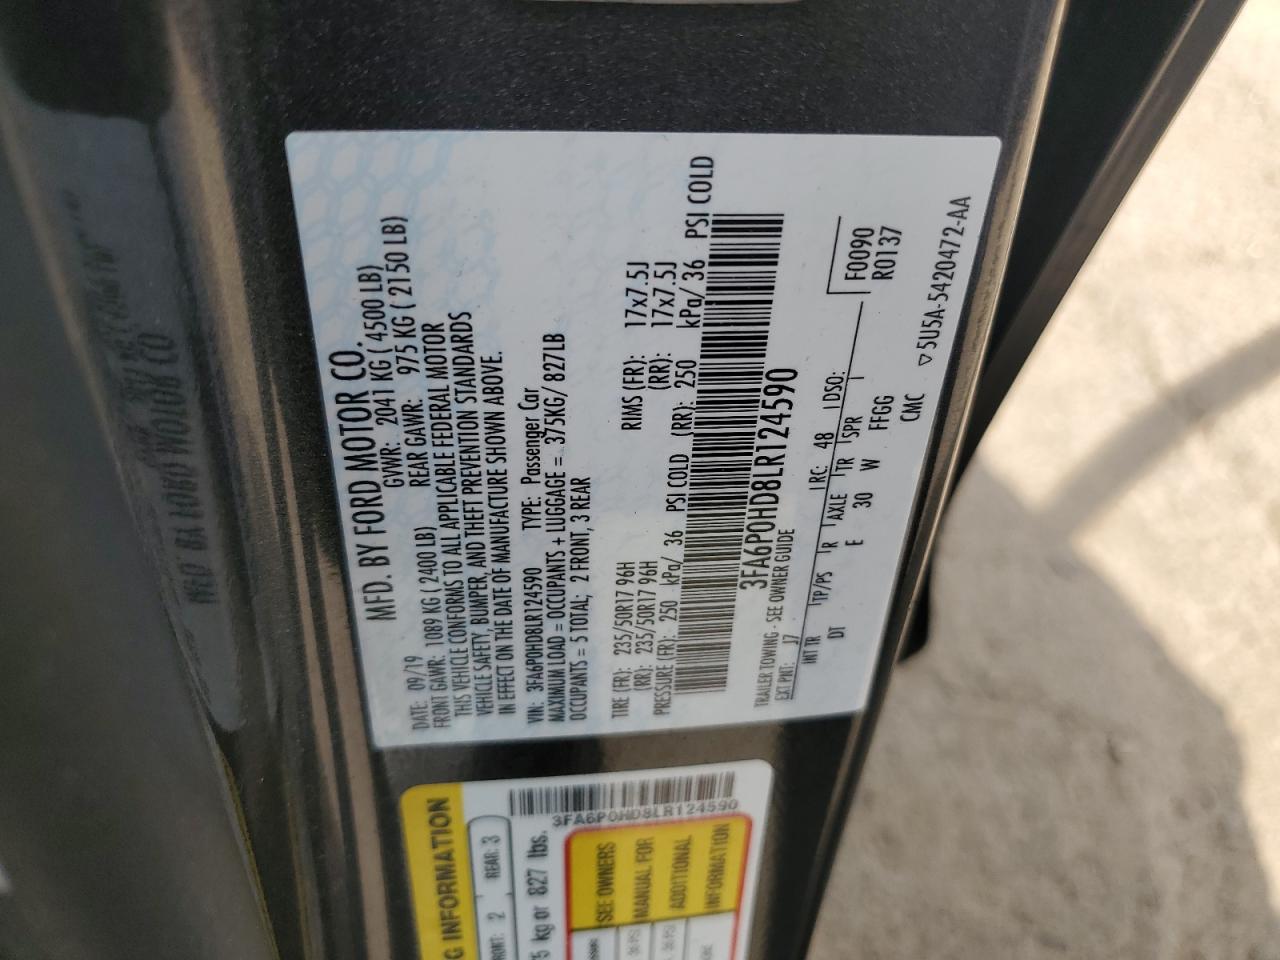 MFD. BY FORD MOTOR CO.
DATE: 09/19 GVWR: 2041 KG ( 4500 LB)
FRONT GAWR: 1089 KG ( 2400 LB) REAR GAWR: 975 KG ( 2150 LB)
THIS VEHICLE CONFORMS TO ALL APPLICABLE FEDERAL MOTOR
VEHICLE SAFETY, BUMPER, AND THEFT PREVENTION STANDARDS
IN EFFECT ON THE DATE OF MANUFACTURE SHOWN ABOVE.
VIN: 3FA6P0HD8LR124590 TYPE: Passenger Car
MAXIMUM LOAD = OCCUPANTS + LUGGAGE = 375KG/ 827LB
OCCUPANTS = 5 TOTAL; 2 FRONT, 3 REAR
TIRE (FR): 235/50R17 96H RIMS (FR): 17x7.5J
(RR): 235/50R17 96H (RR): 17x7.5J
PRESSURE (FR): 250 kPa/ 36 PSI COLD (RR): 250 kPa/ 36 PSI COLD
3FA6P0HD8LR124590
TRAILER TOWING - SEE OWNER GUIDE
EXT PNT: J7 RC: 48 DSO: F0090
R0137
INT TR TP/PS R AXLE TR SPR
DT E 30 W FFGG
CMC ▽5U5A-5420472-AA
3FA6P0HD8LR124590
G INFORMATION
RONT: 2 REAR: 3
75 kg or 827 lbs.
SEE OWNERS
MANUAL FOR
ADDITIONAL
INFORMATION